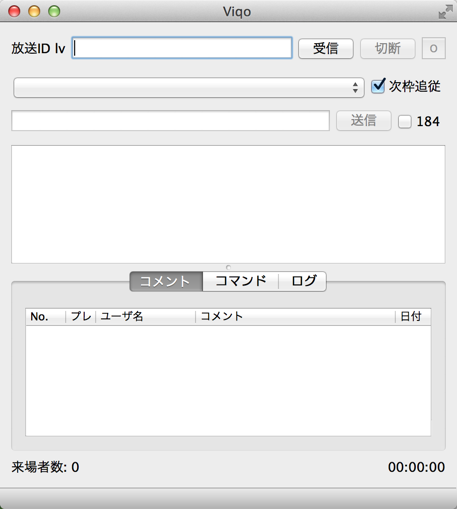 Viqo
放送ID lv 受信 切断 o
次枠追従
送信 184
コメント コマンド ログ
No. プレ ユーザ名 コメント 日付
来場者数: 0 00:00:00